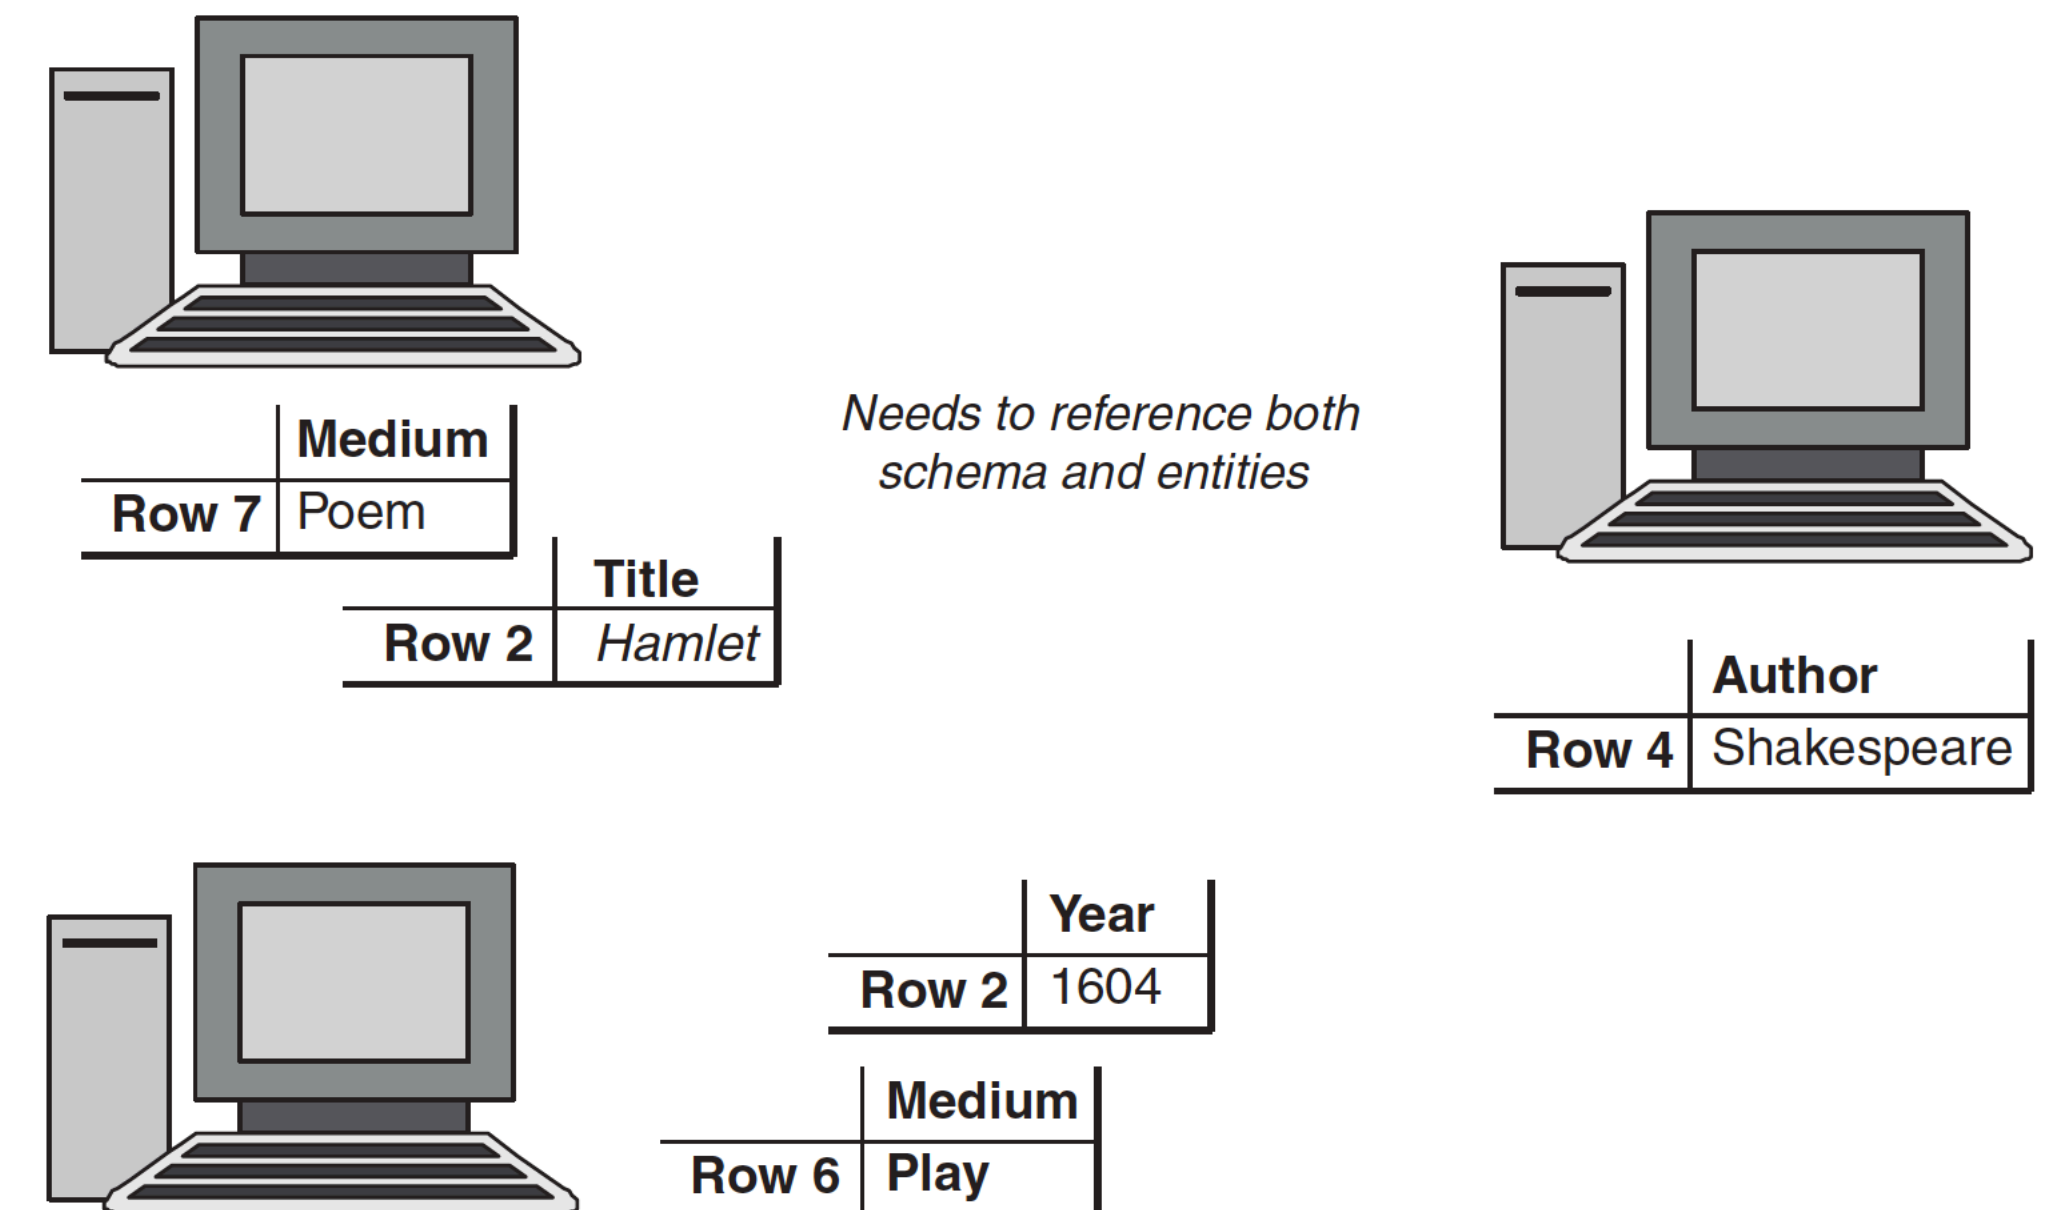 Medium
Row 7 Poem
Needs to reference both
schema and entities
Title
Row 2 Hamlet
Author
Row 4 Shakespeare
Year
Row 2 1604
Medium
Row 6 Play